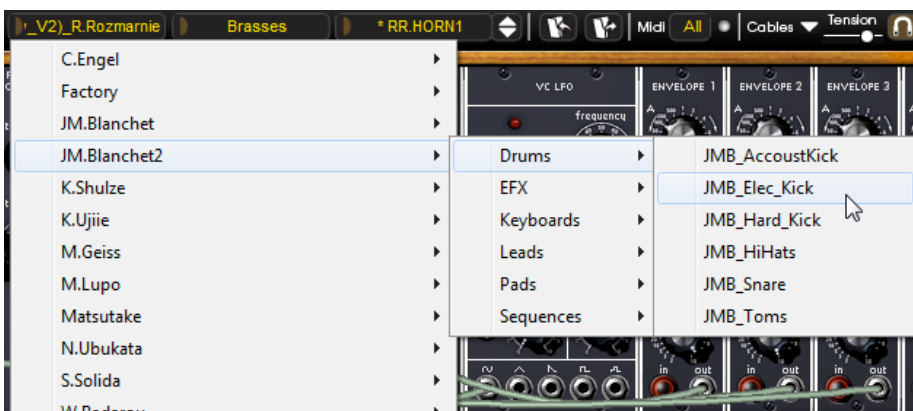 _V2)_R.Rozmarnie Brasses * RR.HORN1 Midi All Cables Tension
C.Engel
Factory
JM.Blanchet
JM.Blanchet2
K.Shulze
K.Ujiie
M.Geiss
M.Lupo
Matsutake
N.Ubukata
S.Solida
VC LFO ENVELOPE 1 ENVELOPE 2 ENVELOPE 3
frequency A A A
Drums
EFX
Keyboards
Leads
Pads
Sequences
JMB_AccoustKick
JMB_Elec_Kick
JMB_Hard_Kick
JMB_HiHats
JMB_Snare
JMB_Toms
in out in out in out